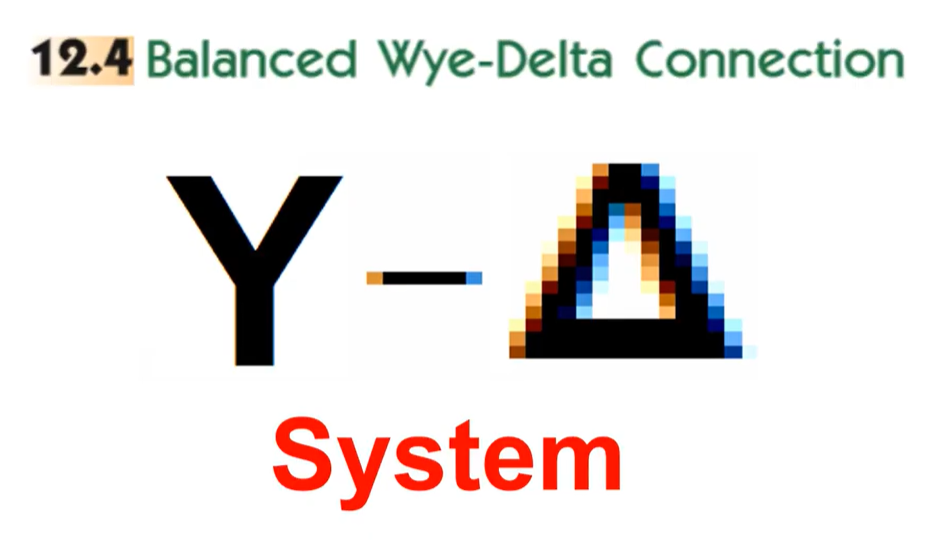 12.4 Balanced Wye-Delta Connection
Y - Δ
System